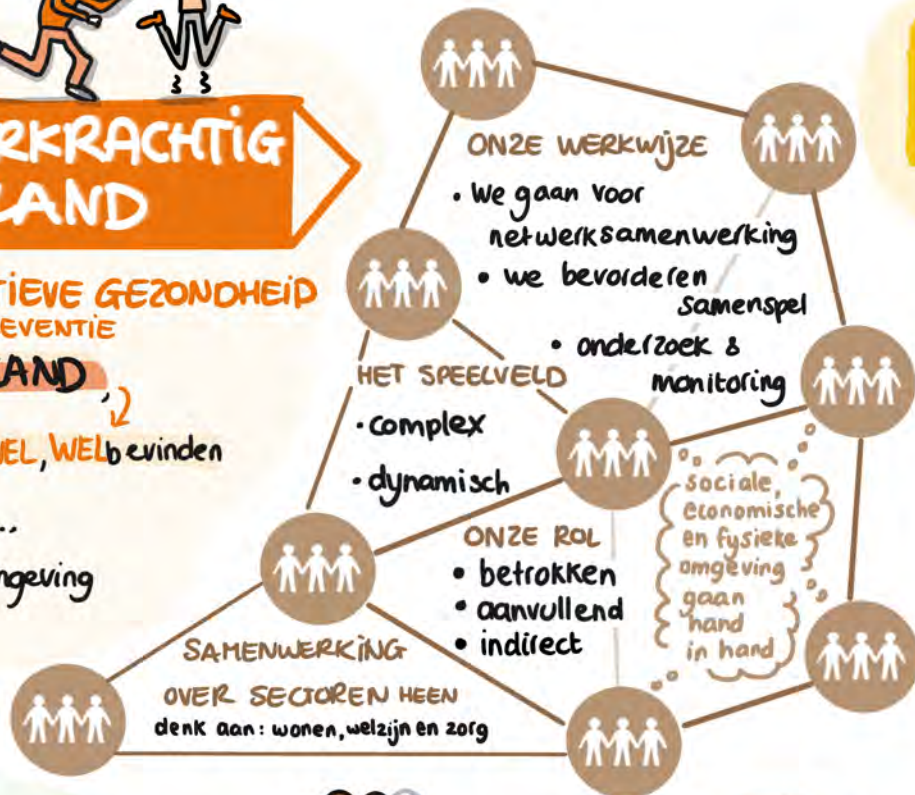 RKRACHTIG
LAND
TIEVE GEZONDHEID
EVENTIE
AND
EL, WELbevinden
..
ngeving
ONZE WERKWIJZE
• We gaan voor
netwerksamenwerking
• we bevorderen
samenspel
• onderzoek &
monitoring
HET SPEELVELD
• complex
• dynamisch
ONZE ROL
• betrokken
• aanvullend
• indirect
sociale,
economische
en fysieke
omgeving
gaan
hand
in hand
SAMENWERKING
OVER SECTOREN HEEN
denk aan: wonen, welzijn en zorg